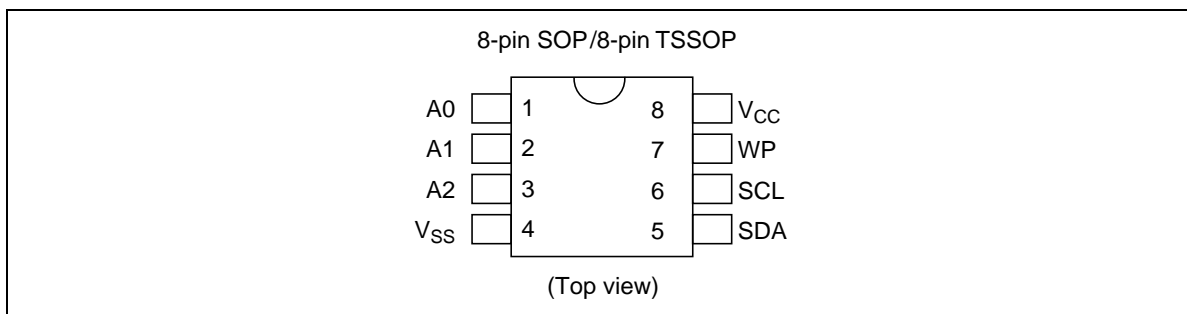 8-pin SOP/8-pin TSSOP
A0 1 8 VCC
A1 2 7 WP
A2 3 6 SCL
VSS 4 5 SDA
(Top view)